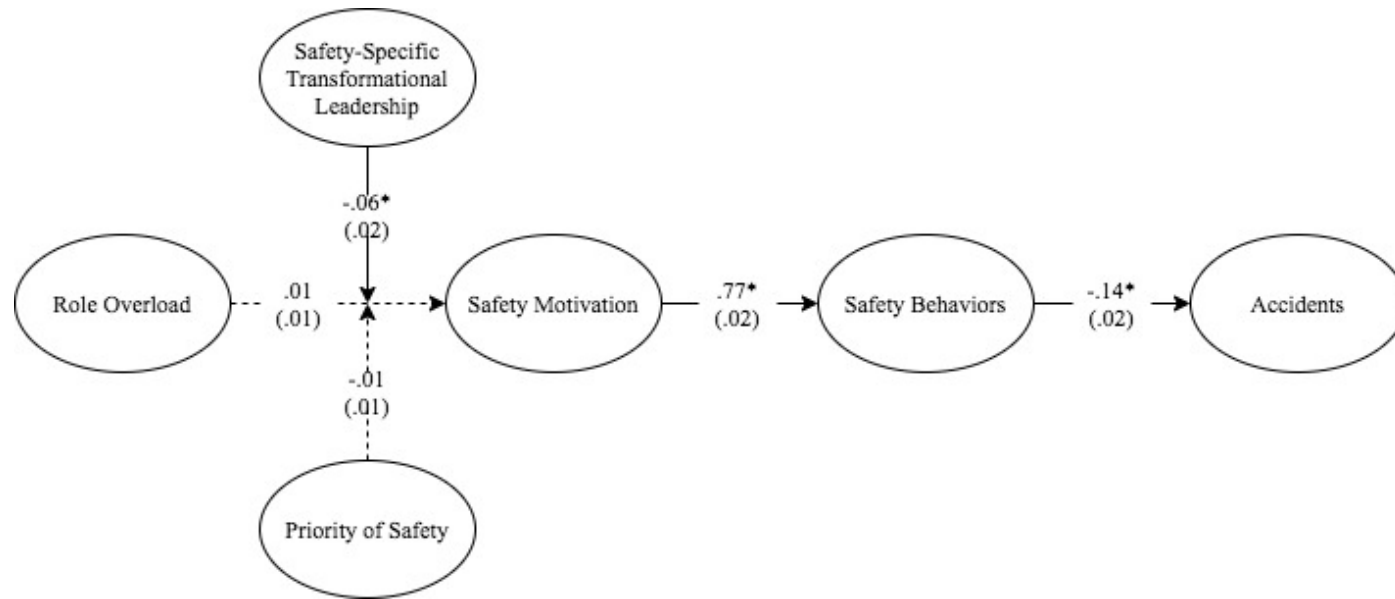 Safety-Specific
Transformational
Leadership
-.06*
(.02)
Role Overload
.01
(.01)
Safety Motivation
.77*
(.02)
Safety Behaviors
-.14*
(.02)
Accidents
-.01
(.01)
Priority of Safety